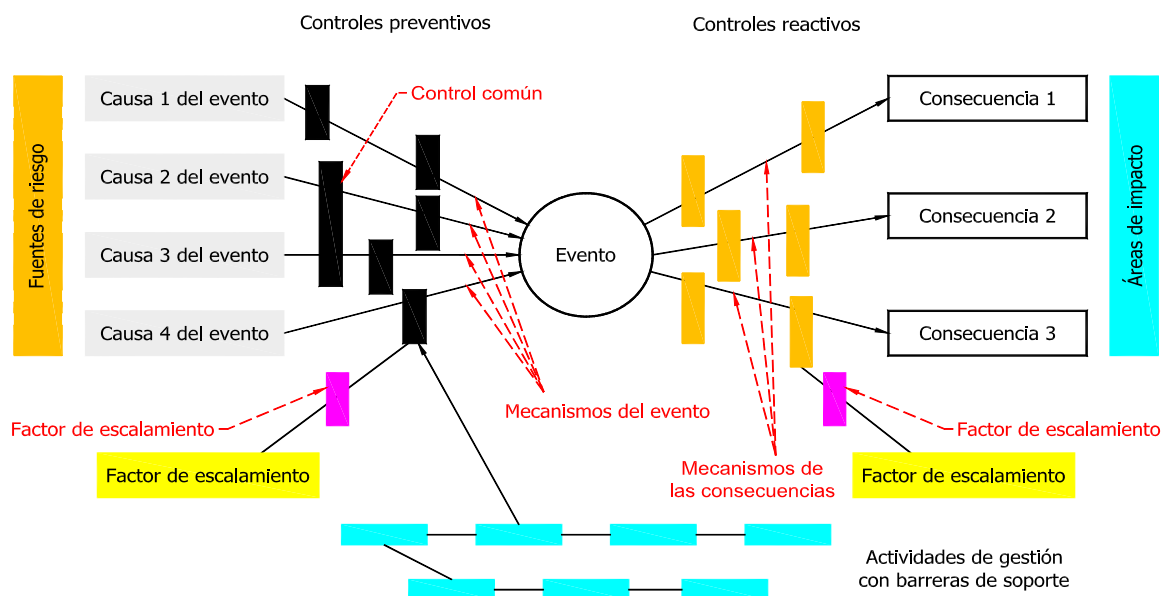 Controles preventivos
Controles reactivos
Fuentes de riesgo
Causa 1 del evento
Causa 2 del evento
Causa 3 del evento
Causa 4 del evento
Control común
Evento
Consecuencia 1
Consecuencia 2
Consecuencia 3
Áreas de impacto
Mecanismos del evento
Factor de escalamiento
Factor de escalamiento
Mecanismos de
las consecuencias
Factor de escalamiento
Factor de escalamiento
Actividades de gestión
con barreras de soporte